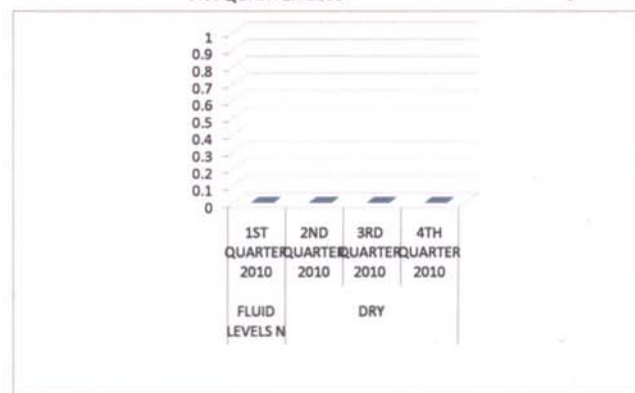 1
0.9
0.8
0.7
0.6
0.5
0.4
0.3
0.2
0.1
0
1ST QUARTER 2010
2ND QUARTER 2010
3RD QUARTER 2010
4TH QUARTER 2010
FLUID LEVELS N
DRY